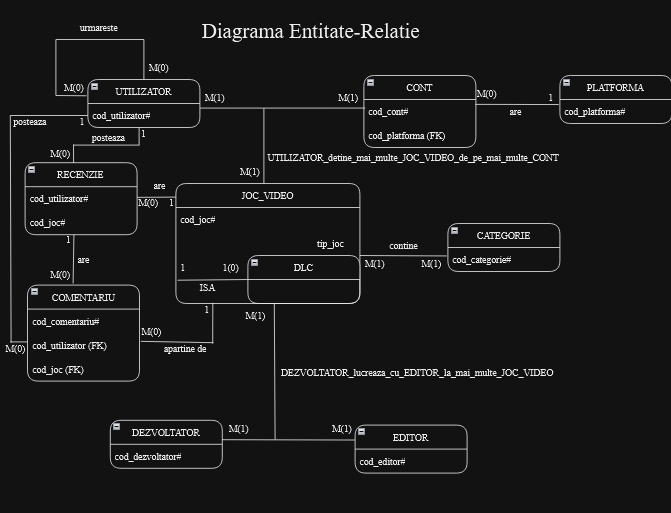 Diagrama Entitate-Relatie
urmareste
M(0)
M(0)
UTILIZATOR
cod_utilizator#
M(1)
M(1)
CONT
cod_cont#
cod_platforma (FK)
M(0)
1
are
PLATFORMA
cod_platforma#
posteaza
1
1
posteaza
M(0)
UTILIZATOR_detine_mai_multe_JOC_VIDEO_de_pe_mai_multe_CONT
M(1)
RECENZIE
cod_utilizator#
cod_joc#
are
M(0)
1
JOC_VIDEO
cod_joc#
tip_joc
1
1(0)
ISA
DLC
contine
M(1)
M(1)
CATEGORIE
cod_categorie#
1
are
M(0)
COMENTARIU
cod_comentariu#
cod_utilizator (FK)
cod_joc (FK)
M(0)
M(0)
1
apartine de
M(1)
DEZVOLTATOR_lucreaza_cu_EDITOR_la_mai_multe_JOC_VIDEO
DEZVOLTATOR
cod_dezvoltator#
M(1)
M(1)
EDITOR
cod_editor#